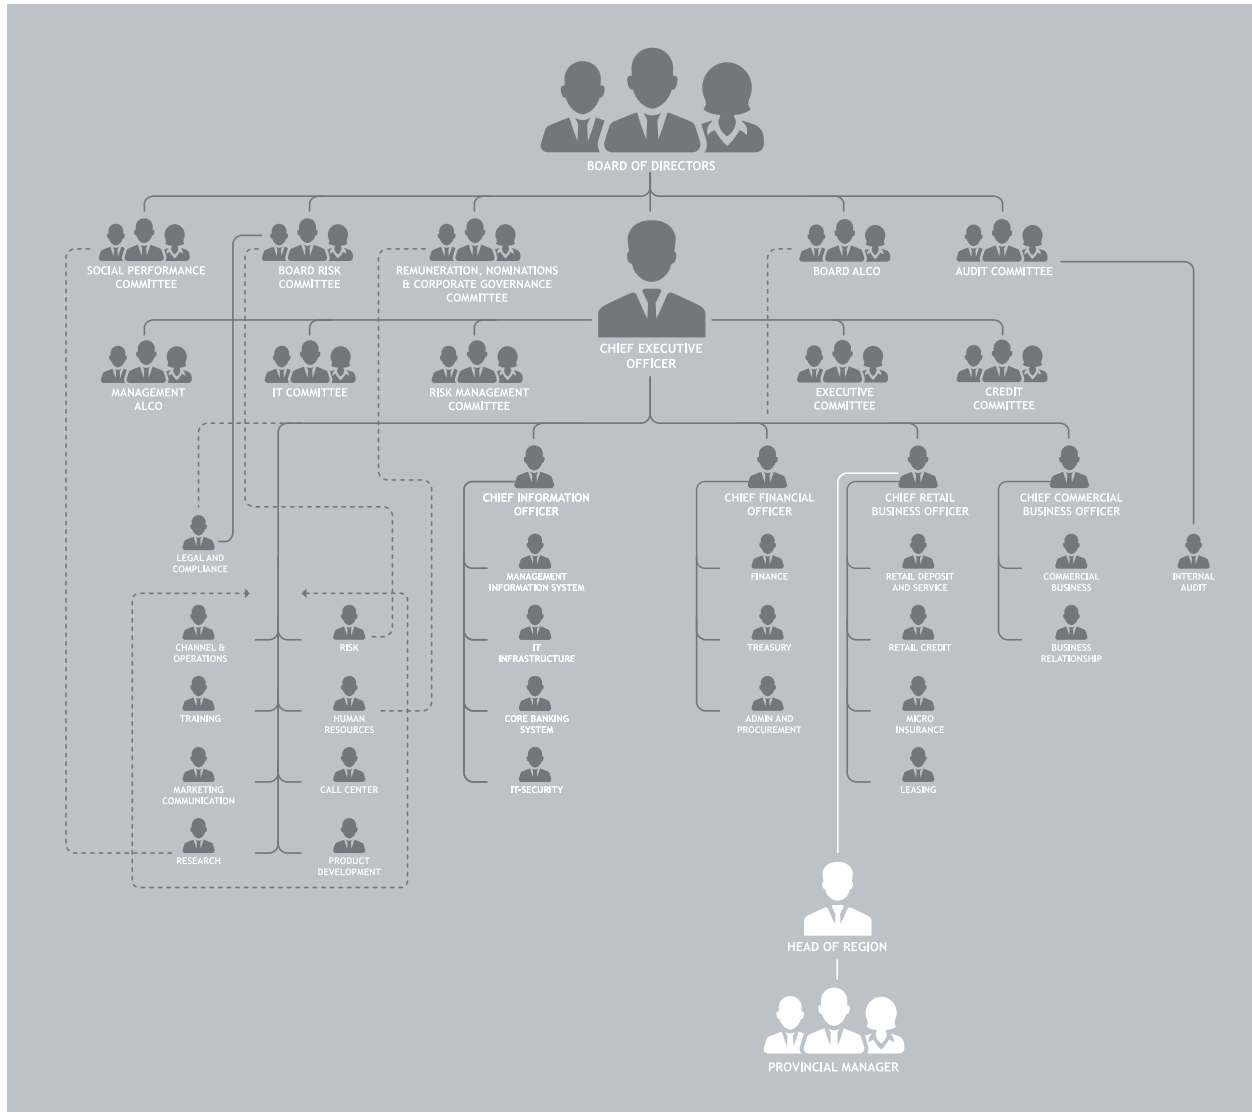 BOARD OF DIRECTORS
SOCIAL PERFORMANCE
COMMITTEE
BOARD RISK
COMMITTEE
REMUNERATION, NOMINATIONS
& CORPORATE GOVERNANCE
COMMITTEE
BOARD ALCO
AUDIT COMMITTEE
CHIEF EXECUTIVE
OFFICER
MANAGEMENT
ALCO
IT COMMITTEE
RISK MANAGEMENT
COMMITTEE
EXECUTIVE
COMMITTEE
CREDIT
COMMITTEE
CHIEF INFORMATION
OFFICER
CHIEF FINANCIAL
OFFICER
CHIEF RETAIL
BUSINESS OFFICER
CHIEF COMMERCIAL
BUSINESS OFFICER
LEGAL AND
COMPLIANCE
MANAGEMENT
INFORMATION SYSTEM
FINANCE
RETAIL DEPOSIT
AND SERVICE
COMMERCIAL
BUSINESS
INTERNAL
AUDIT
CHANNEL &
OPERATIONS
RISK
IT
INFRASTRUCTURE
TREASURY
RETAIL CREDIT
BUSINESS
RELATIONSHIP
TRAINING
HUMAN
RESOURCES
CORE BANKING
SYSTEM
ADMIN AND
PROCUREMENT
MICRO
INSURANCE
MARKETING
COMMUNICATION
CALL CENTER
IT-SECURITY
LEASING
RESEARCH
PRODUCT
DEVELOPMENT
HEAD OF REGION
PROVINCIAL MANAGER